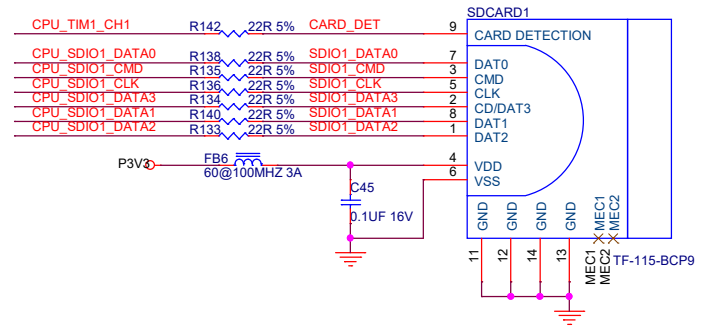 SDCARD1
CPU_TIM1_CH1 R142 22R 5% CARD_DET 9 CARD DETECTION
CPU_SDIO1_DATA0 R138 22R 5% SDIO1_DATA0 7 DAT0
CPU_SDIO1_CMD R135 22R 5% SDIO1_CMD 3 CMD
CPU_SDIO1_CLK R136 22R 5% SDIO1_CLK 5 CLK
CPU_SDIO1_DATA3 R134 22R 5% SDIO1_DATA3 2 CD/DAT3
CPU_SDIO1_DATA1 R140 22R 5% SDIO1_DATA1 8 DAT1
CPU_SDIO1_DATA2 R133 22R 5% SDIO1_DATA2 1 DAT2
P3V3 FB6 4 VDD
60@100MHZ 3A 6 VSS
C45
0.1UF 16V
GND GND GND GND MEC1 MEC2
11 12 14 13 MEC1 MEC2
TF-115-BCP9